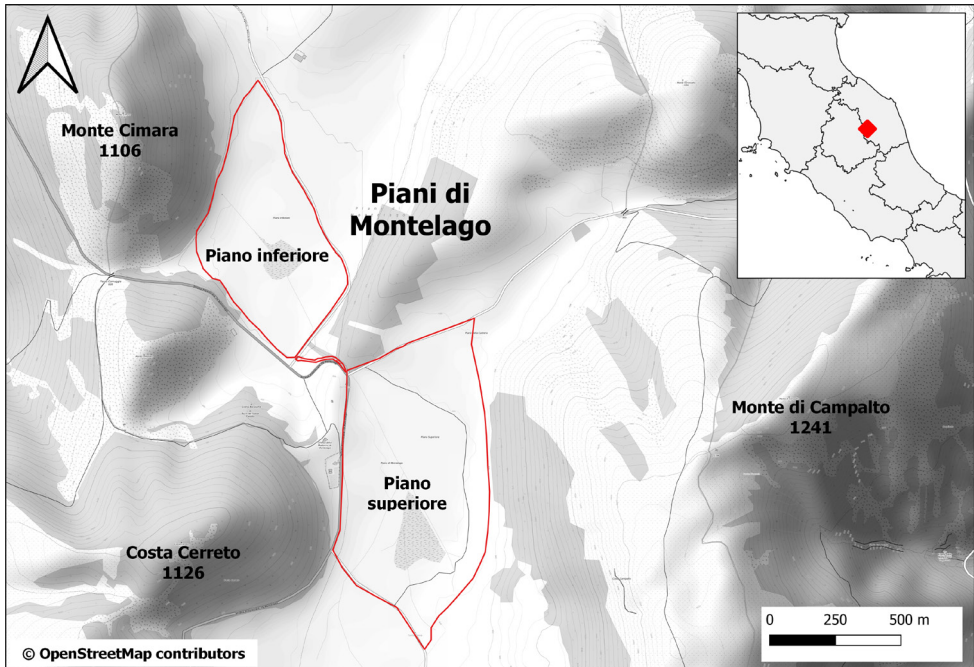 Monte Cimara
1106
Piani di
Montelago
Piano inferiore
Monte di Campalto
1241
Piano
superiore
Costa Cerreto
1126
0 250 500 m
© OpenStreetMap contributors